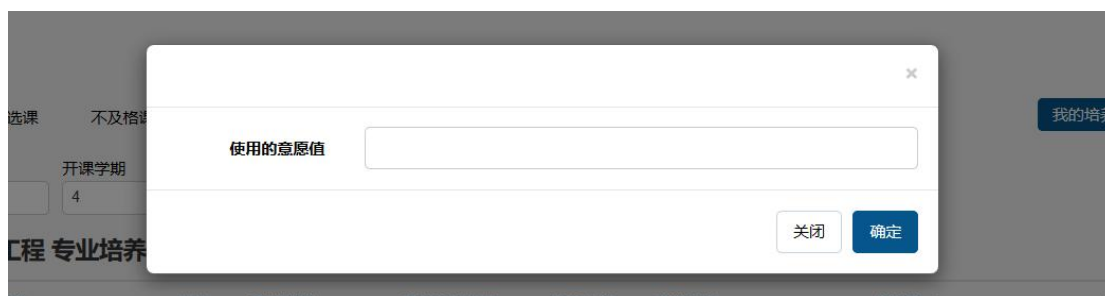 ×
选课 不及格 我的培
使用的意愿值
开课学期
4
关闭 确定
工程 专业培养